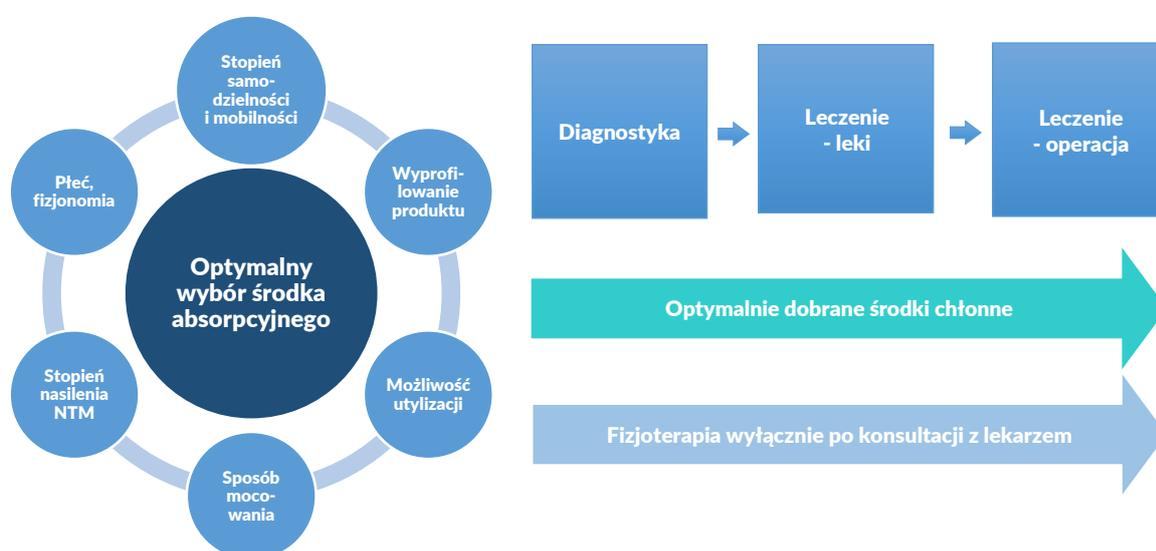 Stopień
samo-
dzielności
i mobilności
Wyprofi-
lowanie
produktu
Możliwość
utylizacji
Sposób
moco-
wania
Stopień
nasilenia
NTM
Płeć,
fizjonomia
Optymalny
wybór środka
absorpcyjnego
Diagnostyka
Leczenie
- leki
Leczenie
- operacja
Optymalnie dobrane środki chłonne
Fizjoterapia wyłącznie po konsultacji z lekarzem